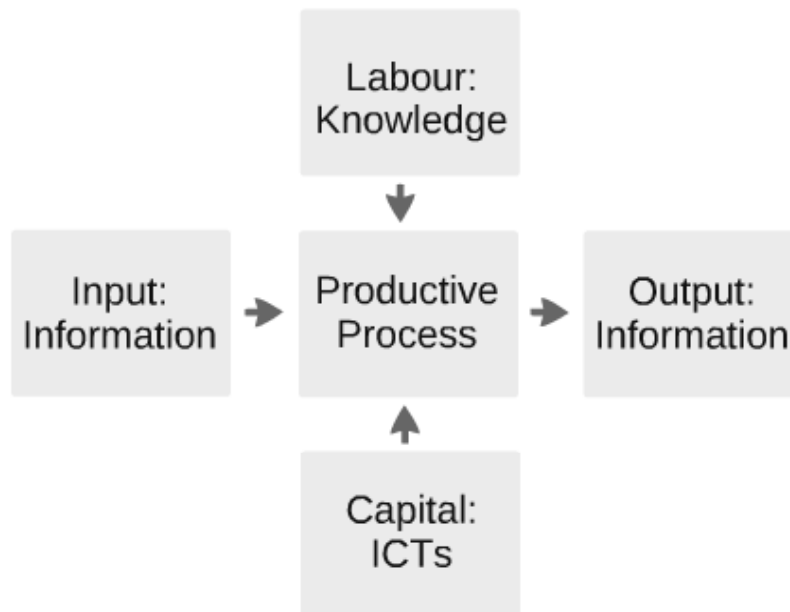 Labour:
Knowledge
Input:
Information
Productive
Process
Output:
Information
Capital:
ICTs